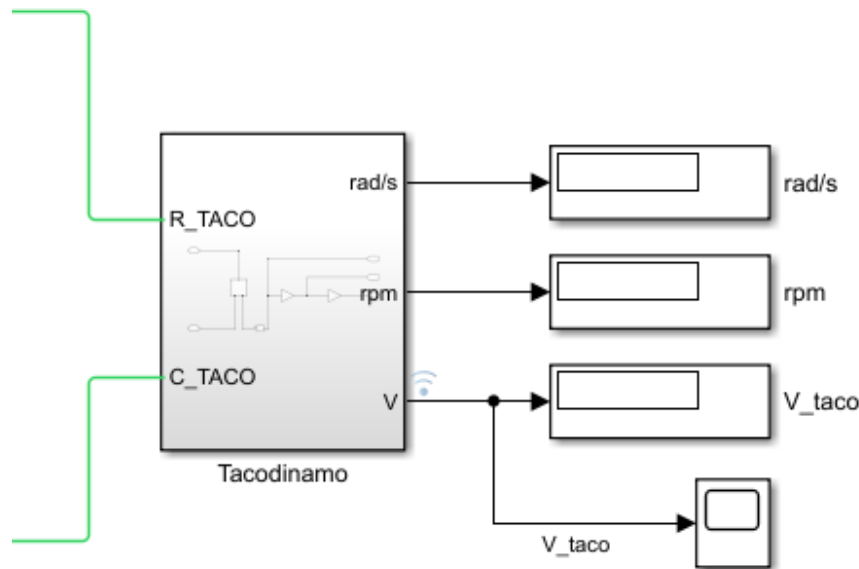 rad/s
rad/s
R_TACO
rpm
rpm
C_TACO
V
V_taco
Tacodinamo
V_taco